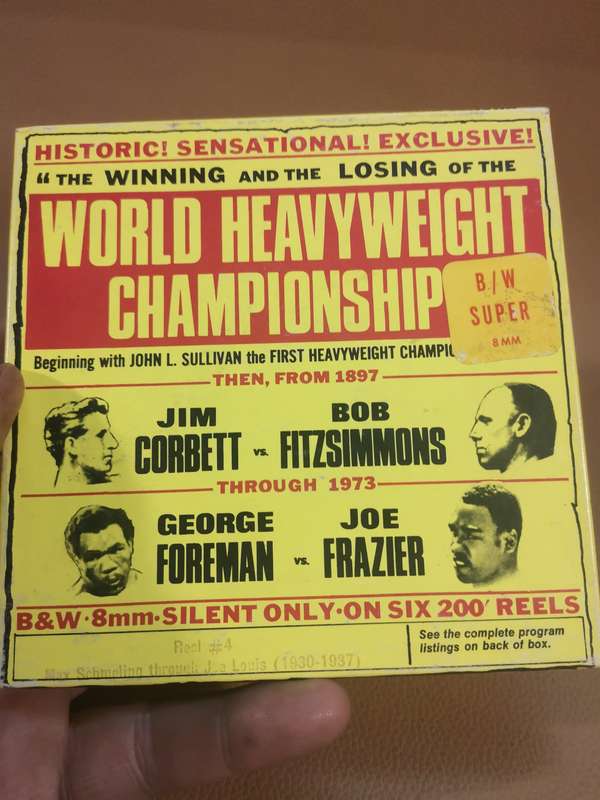 HISTORIC! SENSATIONAL! EXCLUSIVE!
“THE WINNING AND THE LOSING OF THE
WORLD HEAVYWEIGHT
CHAMPIONSHIP
B/W
SUPER
8MM
Beginning with JOHN L. SULLIVAN the FIRST HEAVYWEIGHT CHAMPIO
THEN, FROM 1897
JIM
CORBETT vs. BOB
FITZSIMMONS
THROUGH 1973
GEORGE
FOREMAN vs. JOE
FRAZIER
B&W·8mm·SILENT ONLY·ON SIX 200' REELS
Reel #4
Max Schmeling through Joe Louis (1930-1937)
See the complete program
listings on back of box.